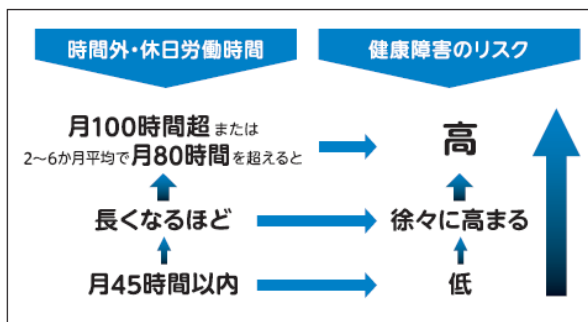 時間外・休日労働時間
健康障害のリスク
月100時間超または
2～6か月平均で月80時間を超えると
高
長くなるほど
徐々に高まる
月45時間以内
低